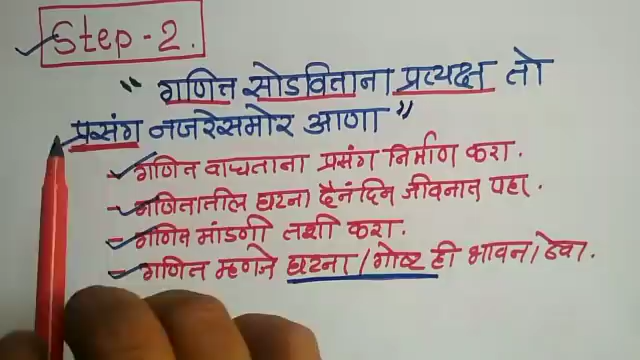 Step-2.
" गणित सोडविताना प्रत्यक्ष तो
प्रसंग नजरेसमोर आणा "
- गणित वाचताना प्रसंग निर्माण करा.
- गणितातील घटना दैनंदिन जीवनात पहा.
- गणित मांडणी तशी करा.
- गणित म्हणजे घटना/गोष्ट ही भावना ठेवा.